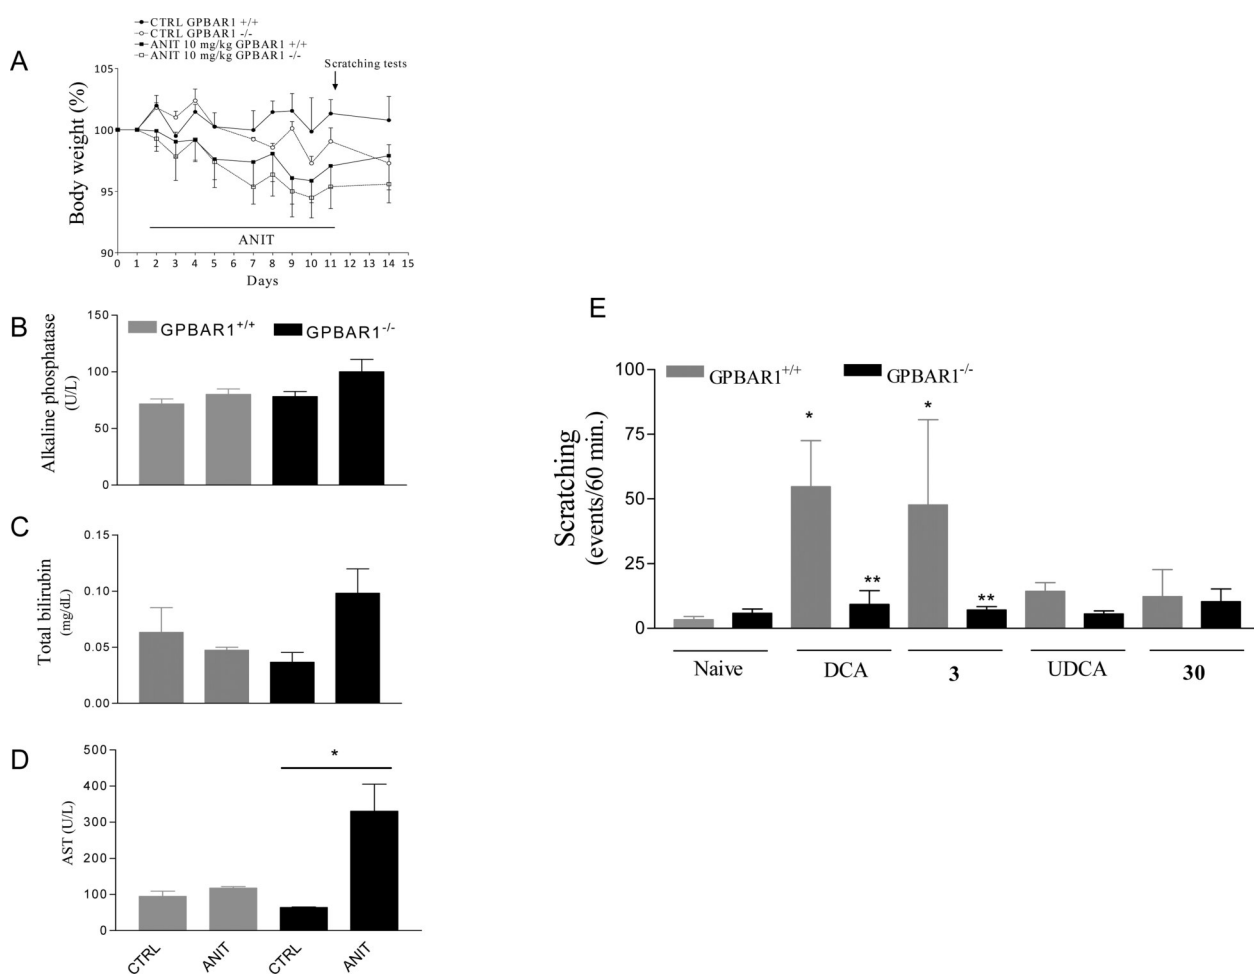 CTRL GPBAR1 +/+
CTRL GPBAR1 -/-
ANIT 10 mg/kg GPBAR1 +/+
ANIT 10 mg/kg GPBAR1 -/-
A
Scratching tests
Body weight (%)
105
100
95
90
ANIT
0 1 2 3 4 5 6 7 8 9 10 11 12 13 14 15
Days
B
GPBAR1+/+ GPBAR1-/-
Alkaline phosphatase
(U/L)
150
100
50
0
C
Total bilirubin
(mg/dL)
0.15
0.10
0.05
0.00
D
*
AST (U/L)
500
400
300
200
100
0
CTRL ANIT CTRL ANIT
E
GPBAR1+/+ GPBAR1-/-
Scratching
(events/60 min.)
100
75
50
25
0
* *
** **
Naive DCA 3 UDCA 30